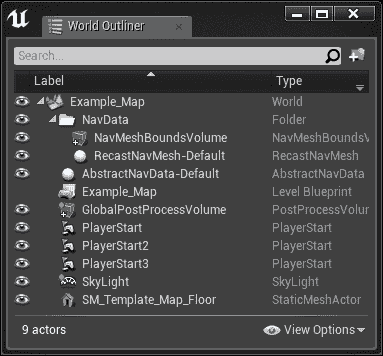 World Outliner
Search...
Label Type
Example_Map World
NavData Folder
NavMeshBoundsVolume NavMeshBoundsV
RecastNavMesh-Default RecastNavMesh
AbstractNavData-Default AbstractNavData
Example_Map Level Blueprint
GlobalPostProcessVolume PostProcessVolur
PlayerStart PlayerStart
PlayerStart2 PlayerStart
PlayerStart3 PlayerStart
SkyLight SkyLight
SM_Template_Map_Floor StaticMeshActor
9 actors View Options